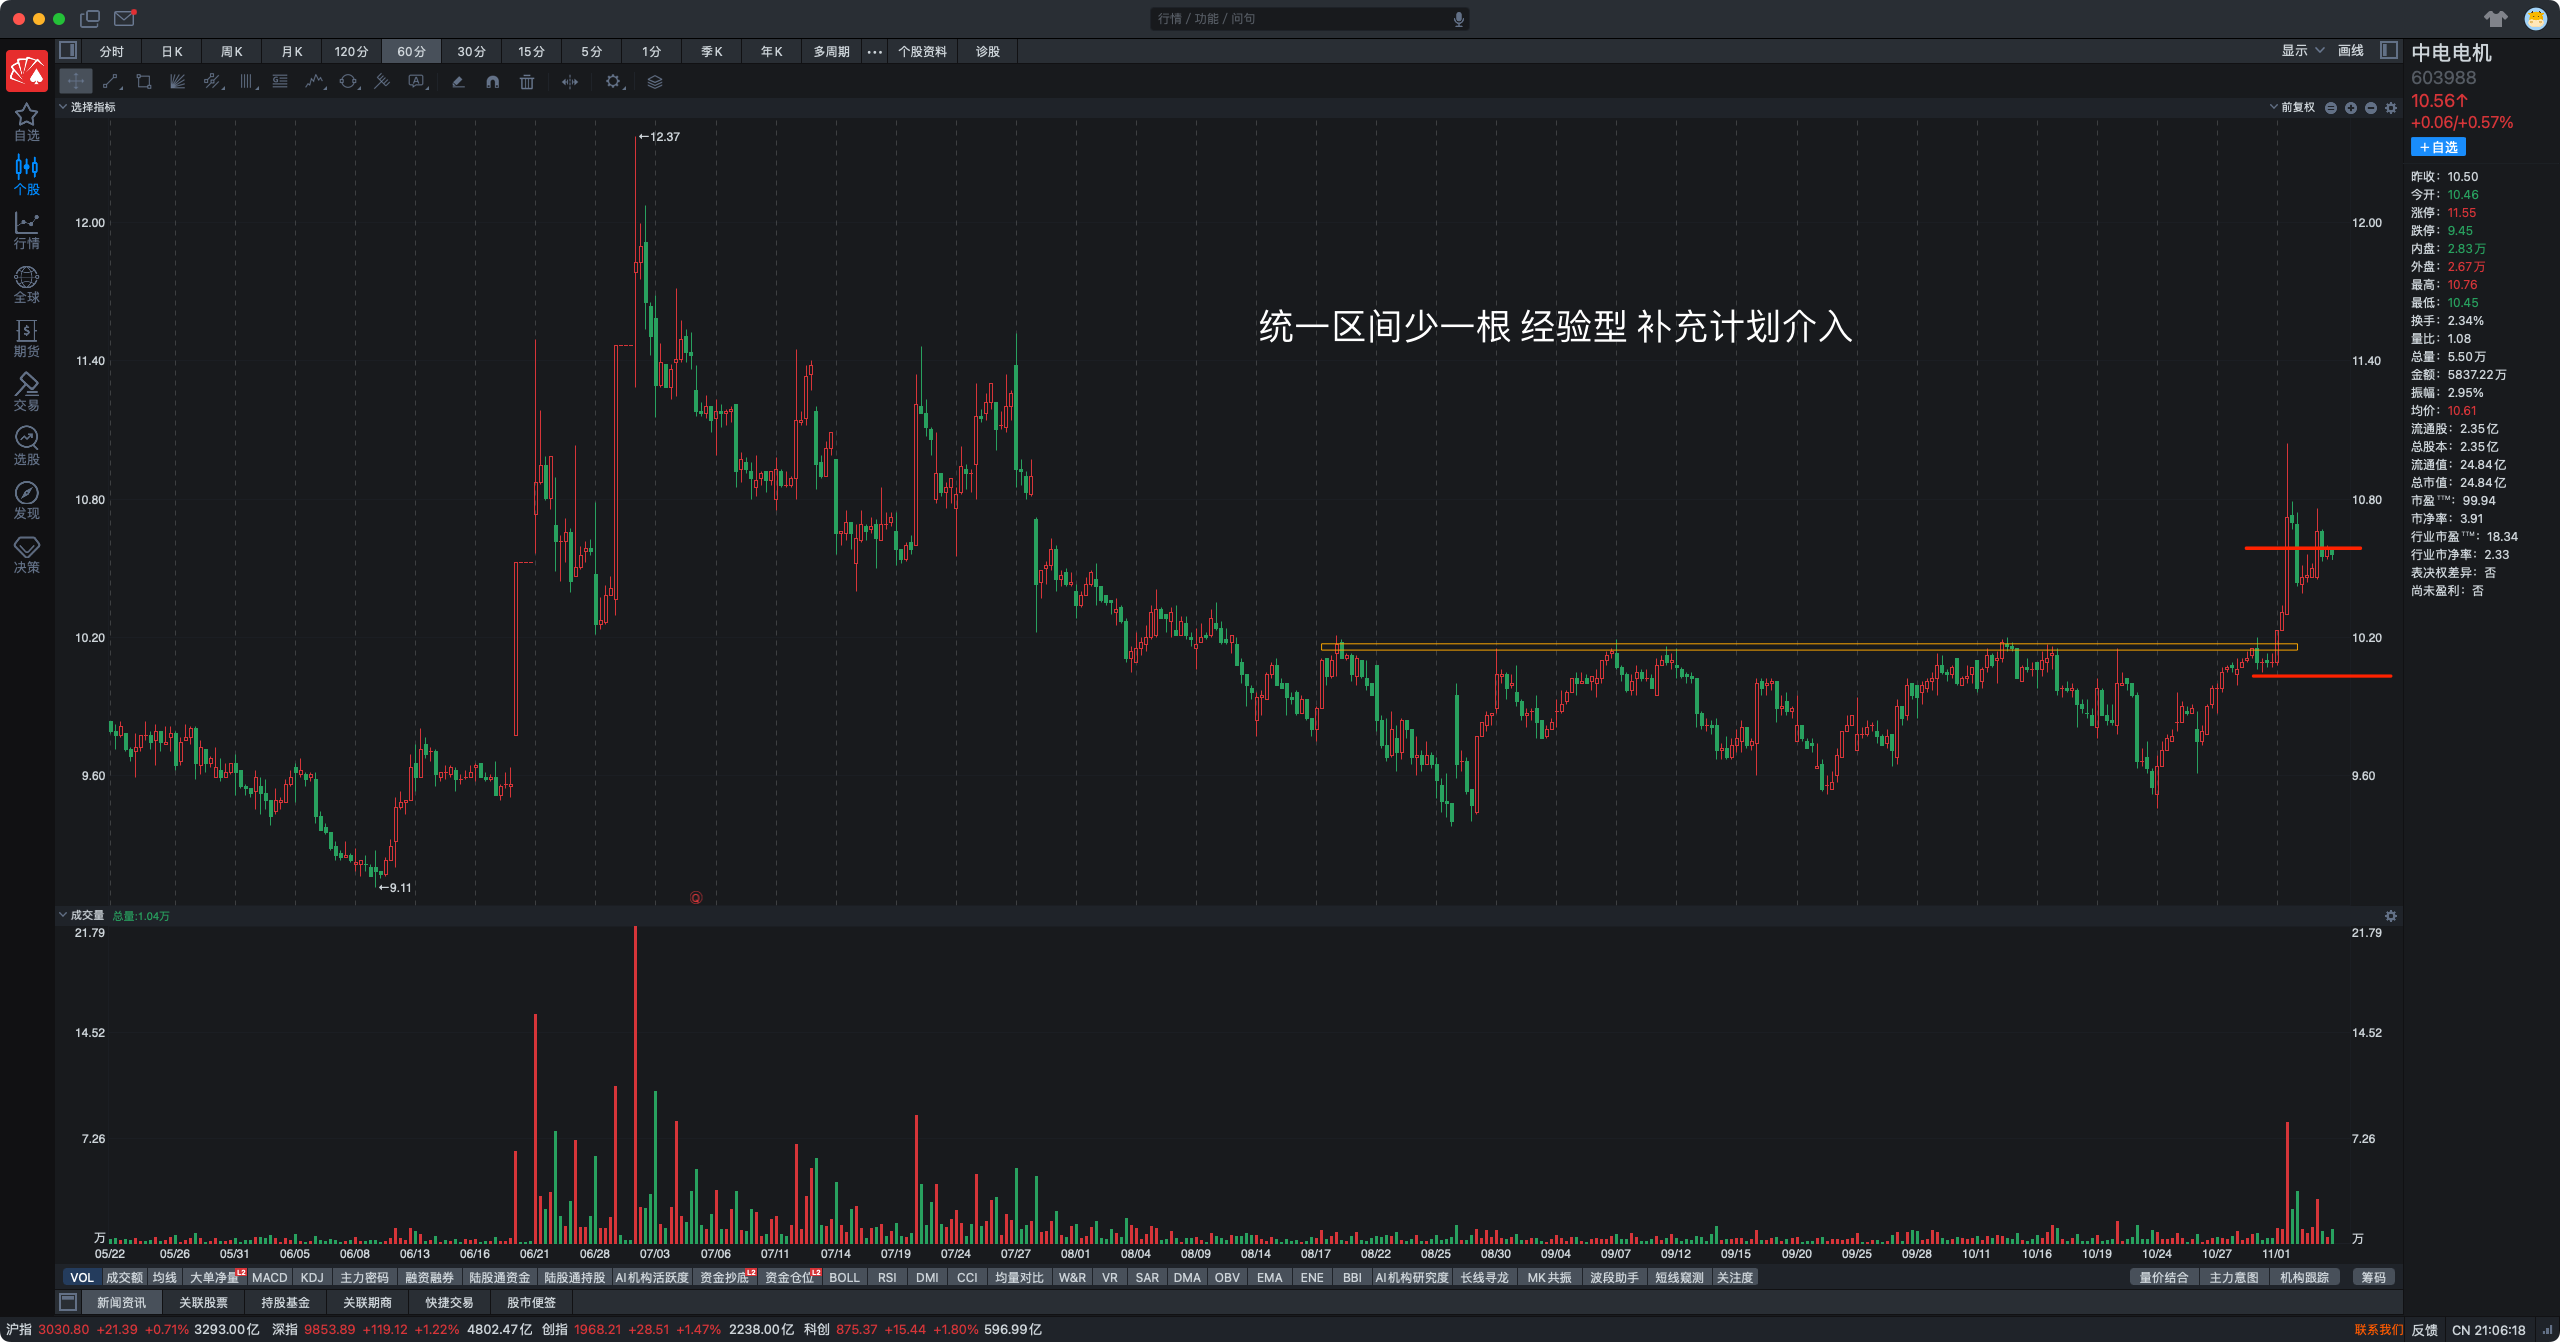 行情 / 功能 / 问句
分时 日K 周K 月K 120分 60分 30分 15分 5分 1分 季K 年K 多周期 ••• 个股资料 诊股 显示 画线
选择指标 前复权
自选
个股
行情
全球
期货
交易
选股
发现
决策
12.00
11.40
10.80
10.20
9.60
←12.37
统一区间少一根 经验型 补充计划介入
←9.11
Q
12.00
11.40
10.80
10.20
9.60
成交量 总量:1.04万
21.79
14.52
7.26
万
21.79
14.52
7.26
万
05/22 05/26 05/31 06/05 06/08 06/13 06/16 06/21 06/28 07/03 07/06 07/11 07/14 07/19 07/24 07/27 08/01 08/04 08/09 08/14 08/17 08/22 08/25 08/30 09/04 09/07 09/12 09/15 09/20 09/25 09/28 10/11 10/16 10/19 10/24 10/27 11/01
VOL 成交额 均线 大单净量 L2 MACD KDJ 主力密码 融资融券 陆股通资金 陆股通持股 AI机构活跃度 资金抄底 L2 资金仓位 L2 BOLL RSI DMI CCI 均量对比 W&R VR SAR DMA OBV EMA ENE BBI AI机构研究度 长线寻龙 MK共振 波段助手 短线窥测 关注度 量价结合 主力意图 机构跟踪 筹码
新闻资讯 关联股票 持股基金 关联期商 快捷交易 股市便签
沪指 3030.80 +21.39 +0.71% 3293.00亿 深指 9853.89 +119.12 +1.22% 4802.47亿 创指 1968.21 +28.51 +1.47% 2238.00亿 科创 875.37 +15.44 +1.80% 596.99亿 联系我们 反馈 CN 21:06:18
中电电机
603988
10.56↑
+0.06/+0.57%
+自选
昨收: 10.50
今开: 10.46
涨停: 11.55
跌停: 9.45
内盘: 2.83万
外盘: 2.67万
最高: 10.76
最低: 10.45
换手: 2.34%
量比: 1.08
总量: 5.50万
金额: 5837.22万
振幅: 2.95%
均价: 10.61
流通股: 2.35亿
总股本: 2.35亿
流通值: 24.84亿
总市值: 24.84亿
市盈TTM: 99.94
市净率: 3.91
行业市盈TTM: 18.34
行业市净率: 2.33
表决权差异: 否
尚未盈利: 否